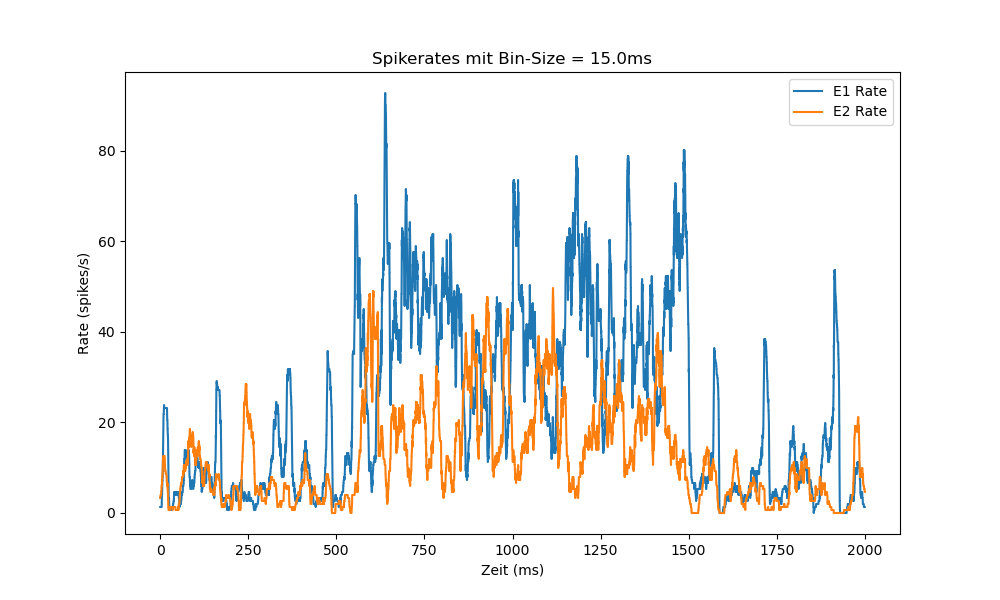 Spikerates mit Bin-Size = 15.0ms
E1 Rate
E2 Rate
Rate (spikes/s)
80
60
40
20
0
0 250 500 750 1000 1250 1500 1750 2000
Zeit (ms)